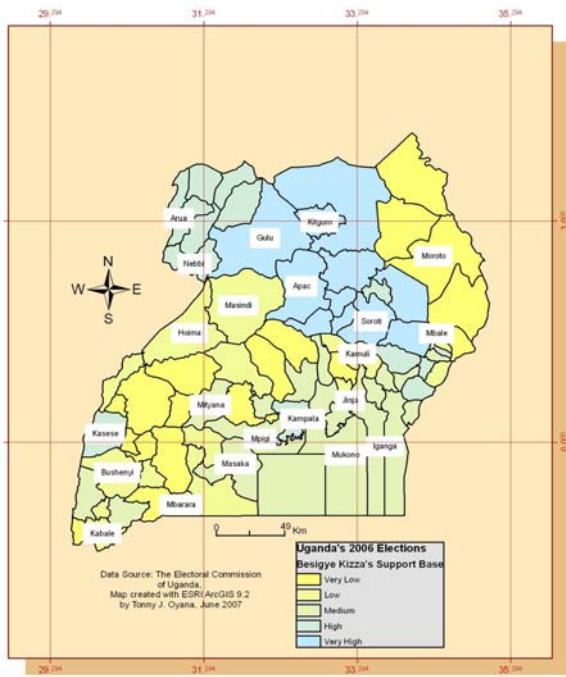 29.294 31.294 33.294 35.294
Arua
Kitgum
Gulu
3.0
Nebbi
Moroto
Apac
Masindi
Soroti
Hoima
Mbale
Kamuli
N
W E
S
Mityana
Jinja
Kampala
Kasese
Mpigi
Iganga
Mukono
Masaka
Bushenyi
Mbarara
Kabale
0 49 Km
Data Source: The Electoral Commission
of Uganda,
Map created with ESRI ArcGIS 9.2
by Tonny J. Oyana, June 2007
Uganda's 2006 Elections
Besigye Kizza's Support Base
Very Low
Low
Medium
High
Very High
29.294 31.294 33.294 35.294